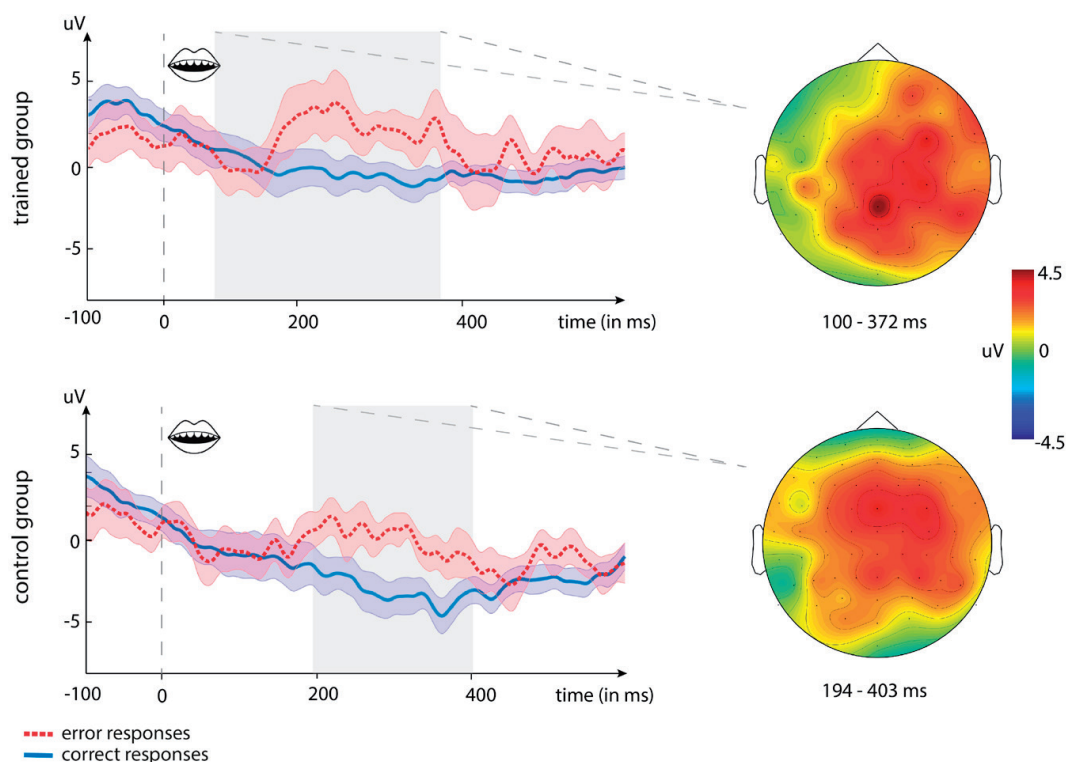 uV
5
0
-5
trained group
-100
0
200
400
time (in ms)
100 - 372 ms
4.5
uV
0
-4.5
uV
5
0
-5
control group
-100
0
200
400
time (in ms)
194 - 403 ms
error responses
correct responses